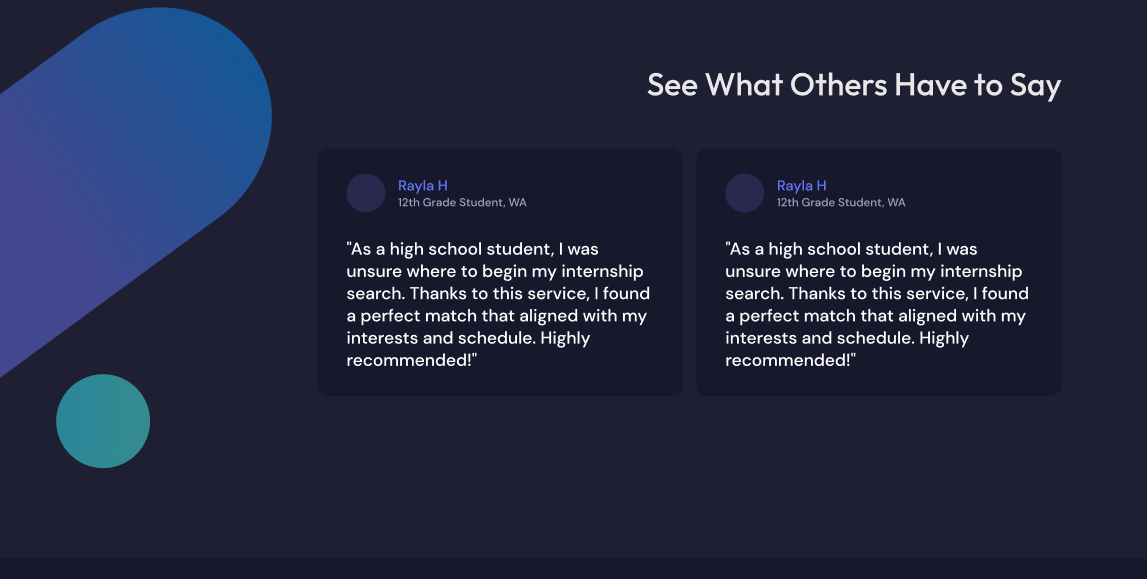 See What Others Have to Say
Rayla H
12th Grade Student, WA
"As a high school student, I was
unsure where to begin my internship
search. Thanks to this service, I found
a perfect match that aligned with my
interests and schedule. Highly
recommended!"
Rayla H
12th Grade Student, WA
"As a high school student, I was
unsure where to begin my internship
search. Thanks to this service, I found
a perfect match that aligned with my
interests and schedule. Highly
recommended!"